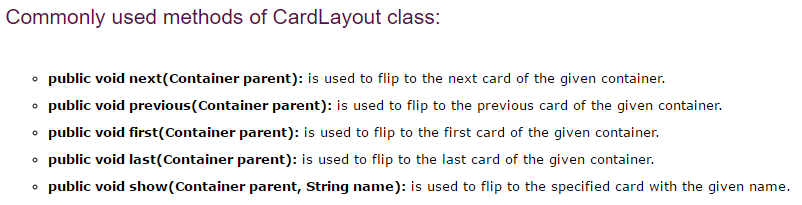 Commonly used methods of CardLayout class:
public void next(Container parent): is used to flip to the next card of the given container.
public void previous(Container parent): is used to flip to the previous card of the given container.
public void first(Container parent): is used to flip to the first card of the given container.
public void last(Container parent): is used to flip to the last card of the given container.
public void show(Container parent, String name): is used to flip to the specified card with the given name.